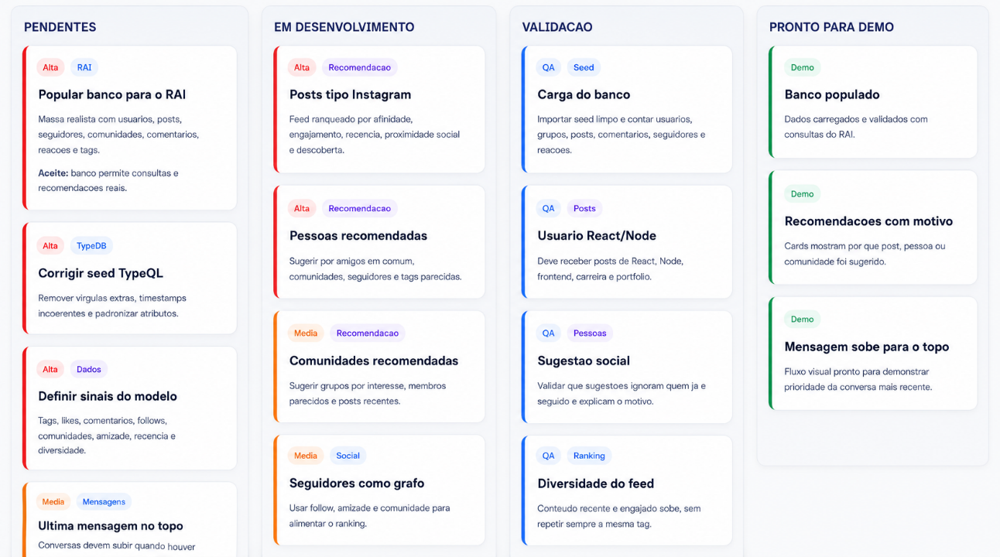 PENDENTES
Alta RAI
Popular banco para o RAI
Massa realista com usuarios, posts,
seguidores, comunidades, comentarios,
reacoes e tags.
Aceite: banco permite consultas e
recomendacoes reais.
Alta TypeDB
Corrigir seed TypeQL
Remover virgulas extras, timestamps
incoerentes e padronizar atributos.
Alta Dados
Definir sinais do modelo
Tags, likes, comentarios, follows,
comunidades, amizade, recencia e
diversidade.
Media Mensagens
Ultima mensagem no topo
Conversas devem subir quando houver
EM DESENVOLVIMENTO
Alta Recomendacao
Posts tipo Instagram
Feed ranqueado por afinidade,
engajamento, recencia, proximidade social
e descoberta.
Alta Recomendacao
Pessoas recomendadas
Sugerir por amigos em comum,
comunidades, seguidores e tags parecidas.
Media Recomendacao
Comunidades recomendadas
Sugerir grupos por interesse, membros
parecidos e posts recentes.
Media Social
Seguidores como grafo
Usar follow, amizade e comunidade para
alimentar o ranking.
VALIDACAO
QA Seed
Carga do banco
Importar seed limpo e contar usuarios,
grupos, posts, comentarios, seguidores e
reacoes.
QA Posts
Usuario React/Node
Deve receber posts de React, Node,
frontend, carreira e portfolio.
QA Pessoas
Sugestao social
Validar que sugestoes ignoram quem ja e
seguido e explicam o motivo.
QA Ranking
Diversidade do feed
Conteudo recente e engajado sobe, sem
repetir sempre a mesma tag.
PRONTO PARA DEMO
Demo
Banco populado
Dados carregados e validados com
consultas do RAI.
Demo
Recomendacoes com motivo
Cards mostram por que post, pessoa ou
comunidade foi sugerido.
Demo
Mensagem sobe para o topo
Fluxo visual pronto para demonstrar
prioridade da conversa mais recente.